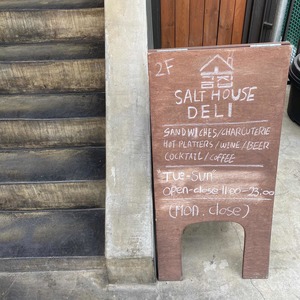 2F
SALT HOUSE
DELI
SANDWICHES/CHARCUTERIE
HOT PLATTERS/WINE/BEER
COCKTAIL/COFFEE
TUE-SUN
open-close 11:00-23:00
(Mon, close)